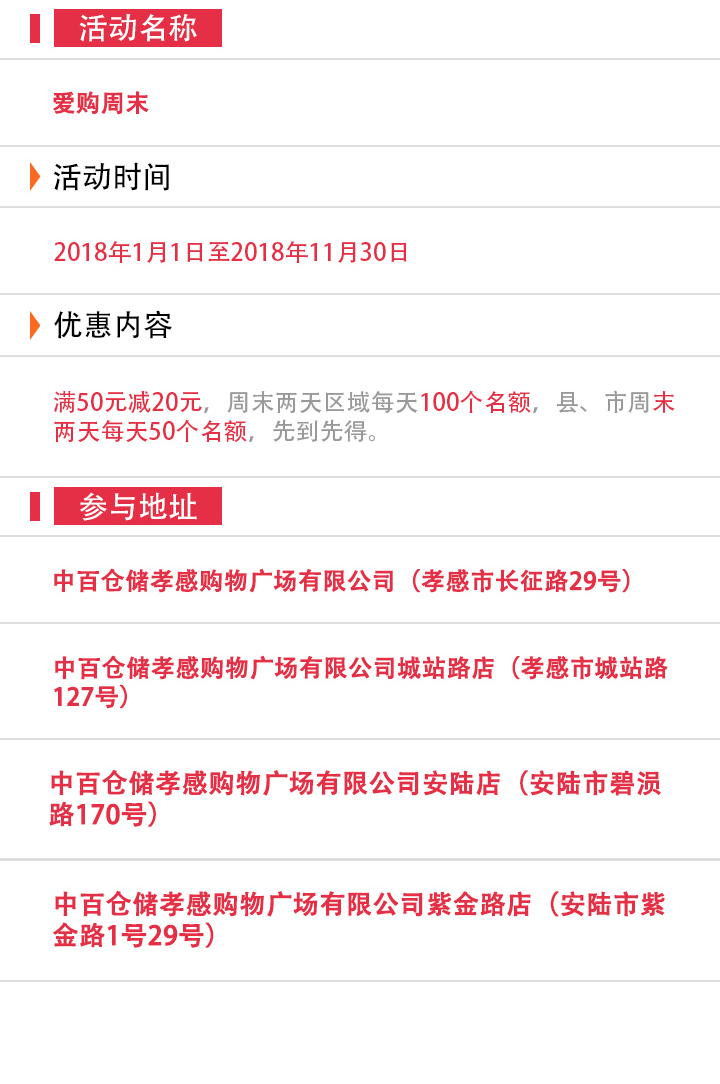 活动名称
爱购周末
活动时间
2018年1月1日至2018年11月30日
优惠内容
满50元减20元，周末两天区域每天100个名额，县、市周末
两天每天50个名额，先到先得。
参与地址
中百仓储孝感购物广场有限公司（孝感市长征路29号）
中百仓储孝感购物广场有限公司城站路店（孝感市城站路
127号）
中百仓储孝感购物广场有限公司安陆店（安陆市碧涢
路170号）
中百仓储孝感购物广场有限公司紫金路店（安陆市紫
金路1号29号）